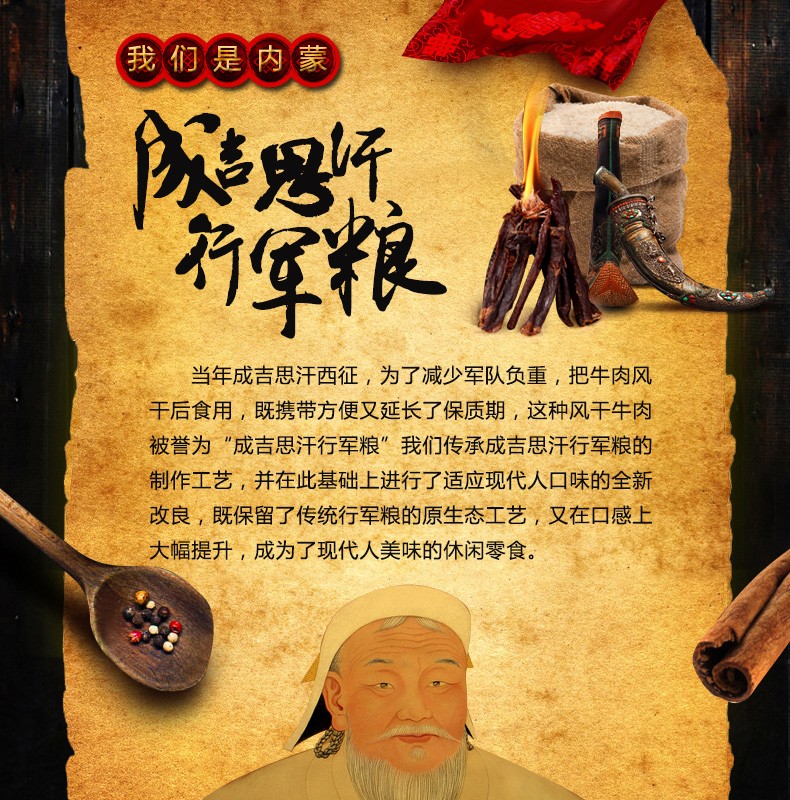 我们是内蒙
成吉思汗
行军粮
当年成吉思汗西征，为了减少军队负重，把牛肉风
干后食用，既携带方便又延长了保质期，这种风干牛肉
被誉为“成吉思汗行军粮”我们传承成吉思汗行军粮的
制作工艺，并在此基础上进行了适应现代人口味的全新
改良，既保留了传统行军粮的原生态工艺，又在口感上
大幅提升，成为了现代人美味的休闲零食。